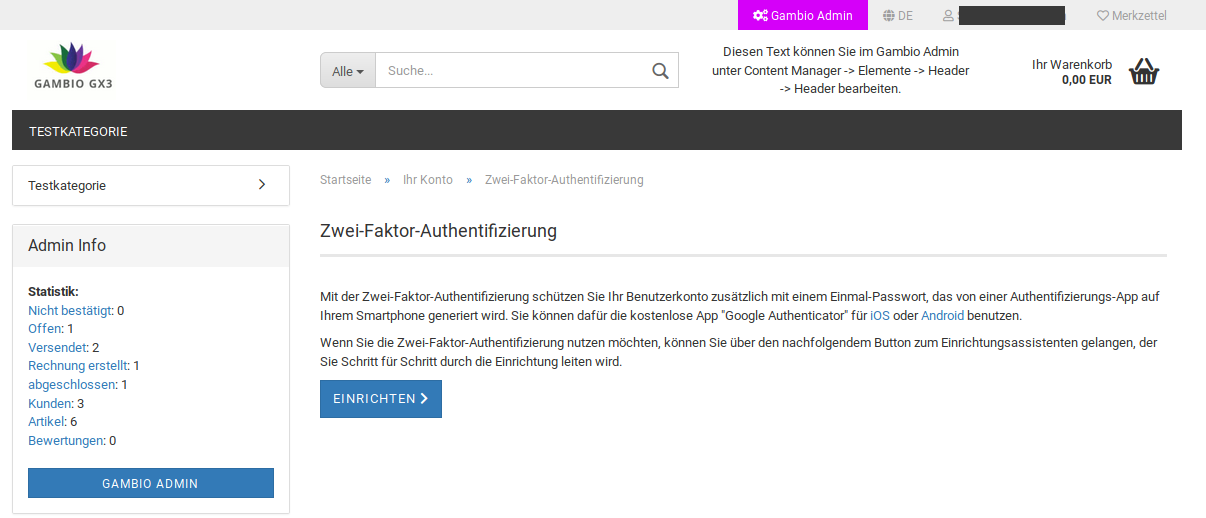 Gambio Admin
DE
Merkzettel
GAMBIO GX3
Alle
Suche...
Diesen Text können Sie im Gambio Admin
unter Content Manager -> Elemente -> Header
-> Header bearbeiten.
Ihr Warenkorb
0,00 EUR
TESTKATEGORIE
Testkategorie
Startseite » Ihr Konto » Zwei-Faktor-Authentifizierung
Admin Info
Statistik:
Nicht bestätigt: 0
Offen: 1
Versendet: 2
Rechnung erstellt: 1
abgeschlossen: 1
Kunden: 3
Artikel: 6
Bewertungen: 0
GAMBIO ADMIN
Zwei-Faktor-Authentifizierung
Mit der Zwei-Faktor-Authentifizierung schützen Sie Ihr Benutzerkonto zusätzlich mit einem Einmal-Passwort, das von einer Authentifizierungs-App auf
Ihrem Smartphone generiert wird. Sie können dafür die kostenlose App "Google Authenticator" für iOS oder Android benutzen.
Wenn Sie die Zwei-Faktor-Authentifizierung nutzen möchten, können Sie über den nachfolgendem Button zum Einrichtungsassistenten gelangen, der
Sie Schritt für Schritt durch die Einrichtung leiten wird.
EINRICHTEN